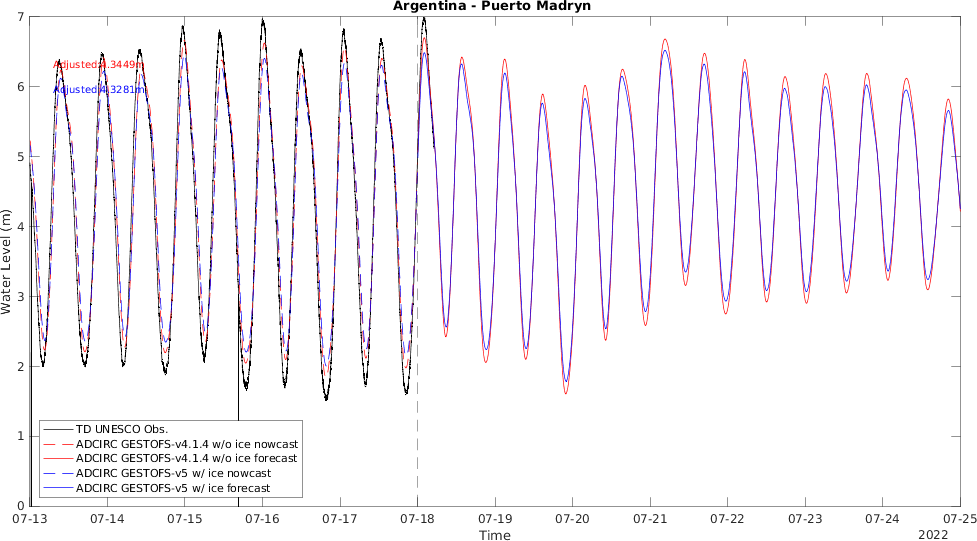 Argentina - Puerto Madryn
7
6
5
4
3
2
1
0
Water Level (m)
Adjusted:4.3449m
Adjusted:4.3281m
TD UNESCO Obs.
ADCIRC GESTOFS-v4.1.4 w/o ice nowcast
ADCIRC GESTOFS-v4.1.4 w/o ice forecast
ADCIRC GESTOFS-v5 w/ ice nowcast
ADCIRC GESTOFS-v5 w/ ice forecast
07-13 07-14 07-15 07-16 07-17 07-18 07-19 07-20 07-21 07-22 07-23 07-24 07-25
Time
2022